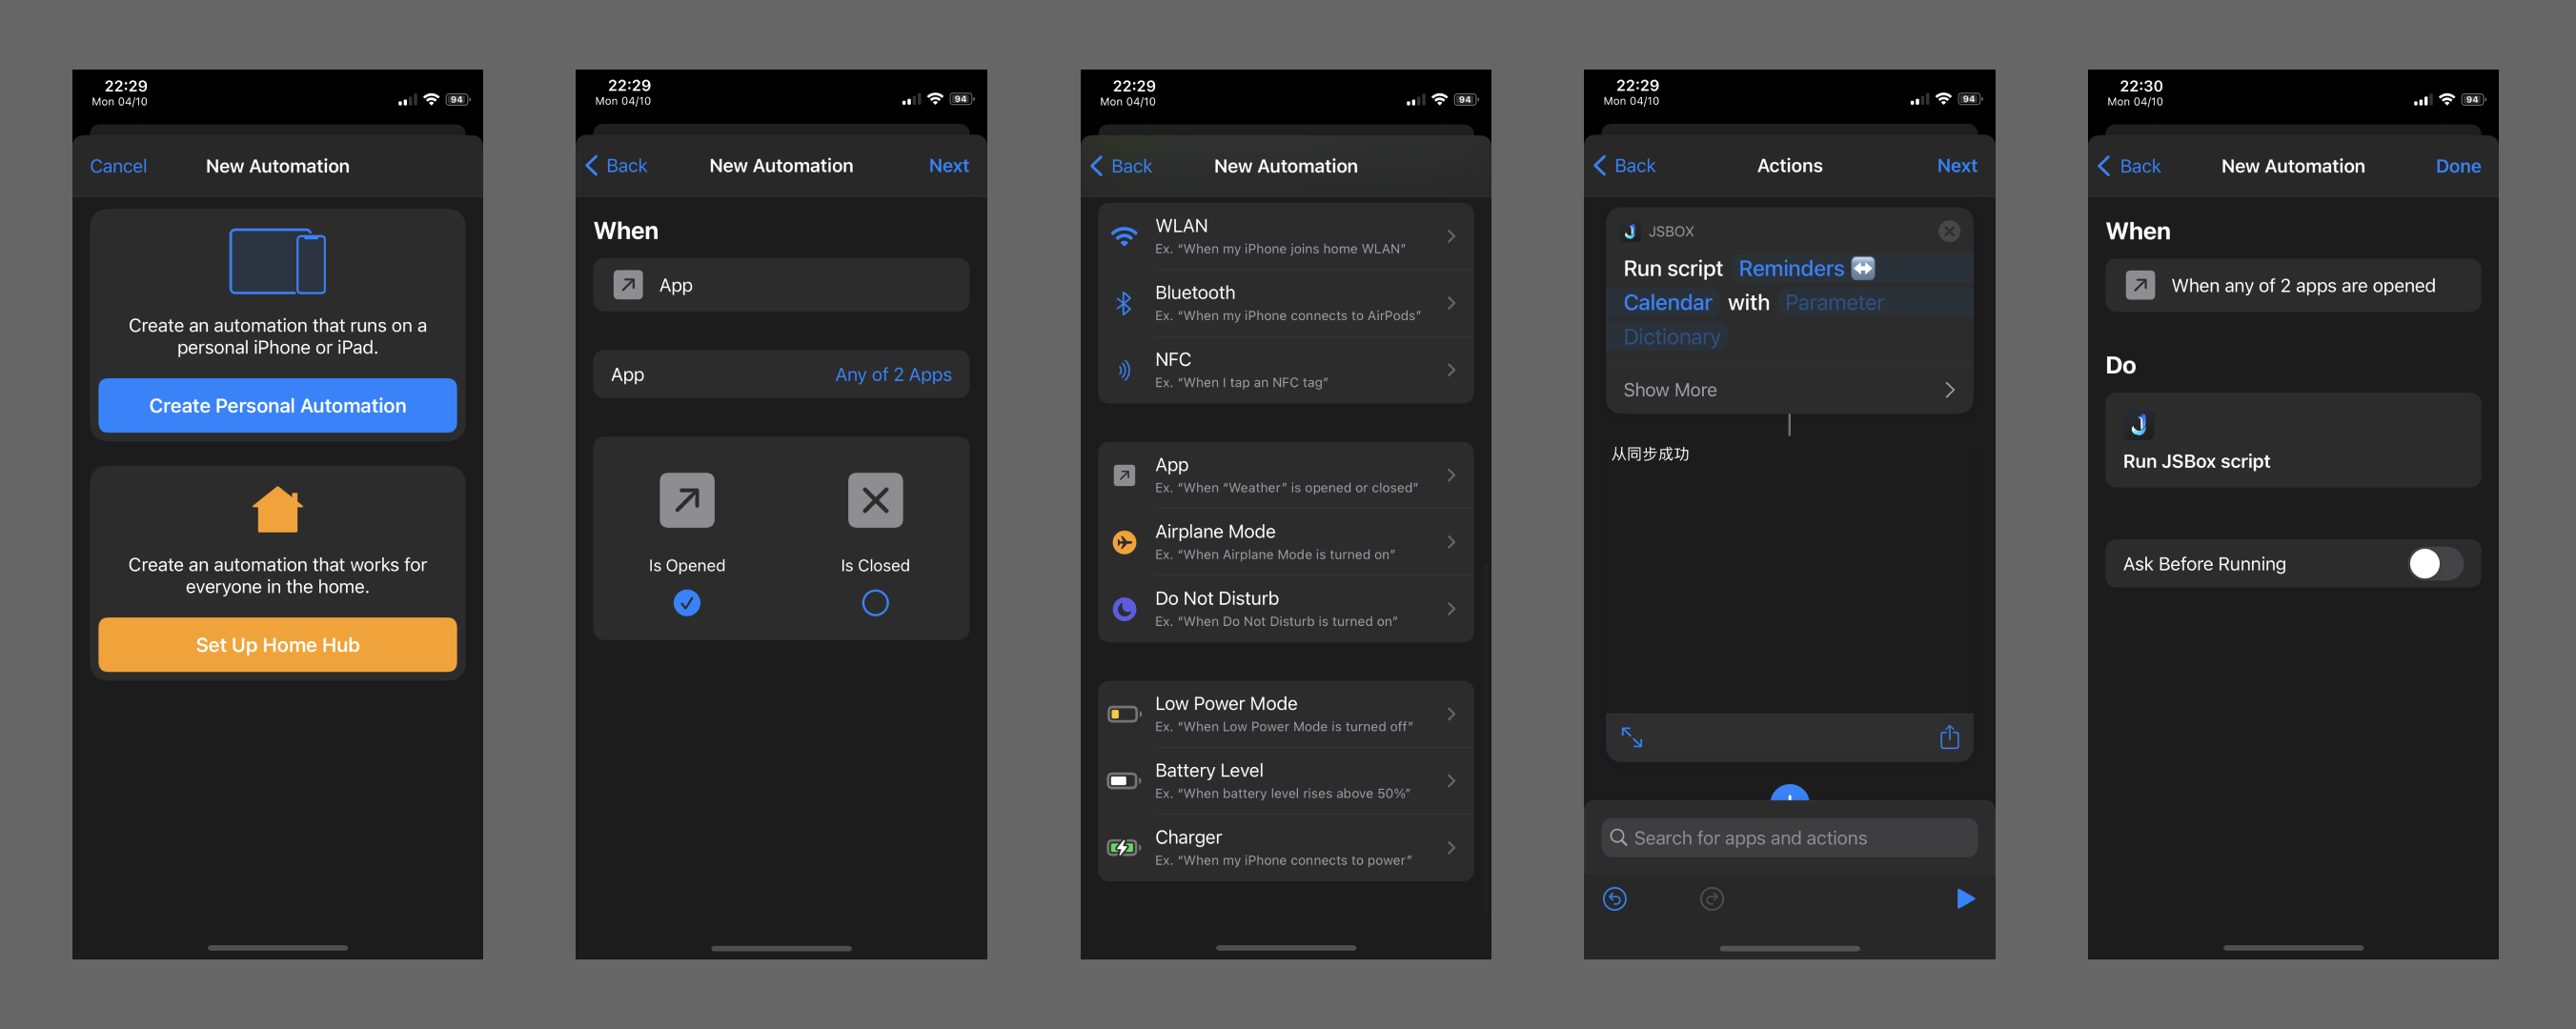 22:29
Mon 04/10
94
Cancel
New Automation
Create an automation that runs on a
personal iPhone or iPad.
Create Personal Automation
Create an automation that works for
everyone in the home.
Set Up Home Hub
22:29
Mon 04/10
94
Back
New Automation
Next
When
App
App
Any of 2 Apps
Is Opened
Is Closed
22:29
Mon 04/10
94
Back
New Automation
WLAN
Ex. “When my iPhone joins home WLAN”
Bluetooth
Ex. “When my iPhone connects to AirPods”
NFC
Ex. “When I tap an NFC tag”
App
Ex. “When “Weather” is opened or closed”
Airplane Mode
Ex. “When Airplane Mode is turned on”
Do Not Disturb
Ex. “When Do Not Disturb is turned on”
Low Power Mode
Ex. “When Low Power Mode is turned off”
Battery Level
Ex. “When battery level rises above 50%”
Charger
Ex. “When my iPhone connects to power”
22:29
Mon 04/10
94
Back
Actions
Next
JSBOX
Run script Reminders ↔️
Calendar with Parameter
Dictionary
Show More
从同步成功
Search for apps and actions
22:30
Mon 04/10
94
Back
New Automation
Done
When
When any of 2 apps are opened
Do
Run JSBox script
Ask Before Running